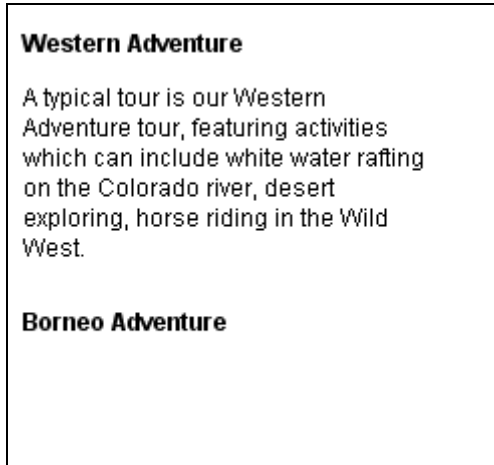 Western Adventure
A typical tour is our Western
Adventure tour, featuring activities
which can include white water rafting
on the Colorado river, desert
exploring, horse riding in the Wild
West.
Borneo Adventure